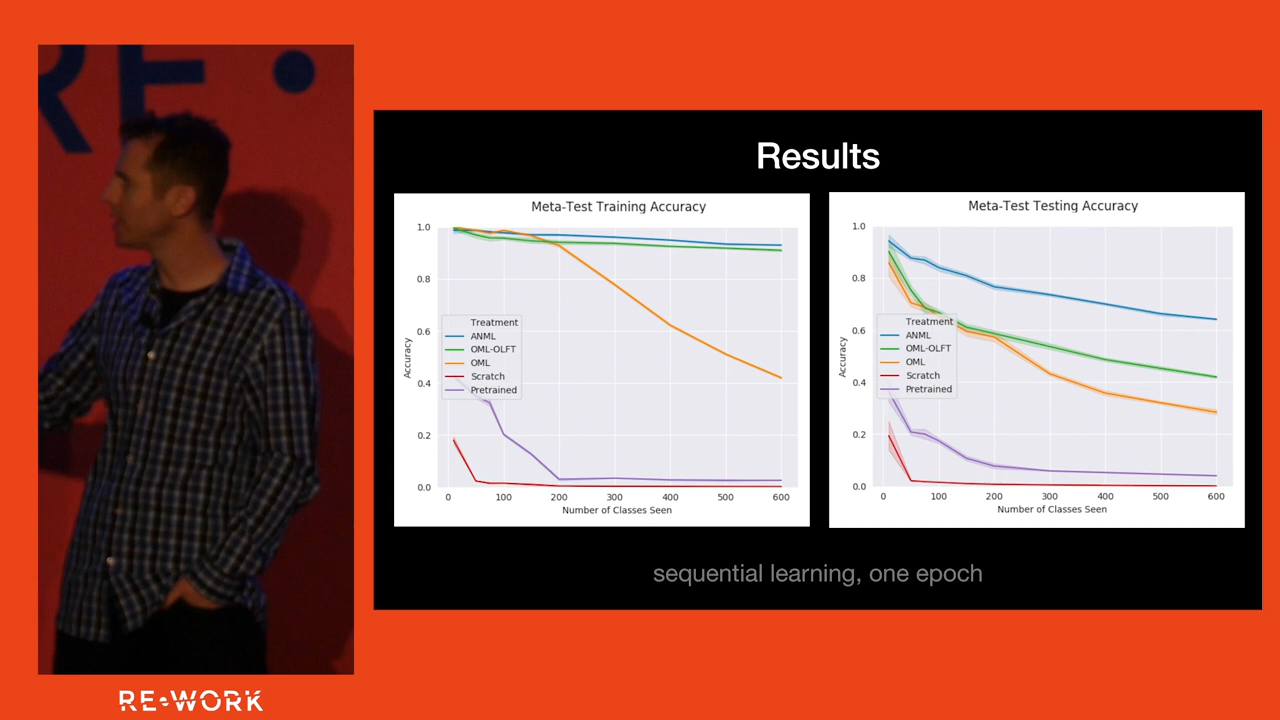 RE•
Results
Meta-Test Training Accuracy
1.0
0.8
0.6
0.4
0.2
0.0
Accuracy
Treatment
ANML
OML-OLFT
OML
Scratch
Pretrained
0 100 200 300 400 500 600
Number of Classes Seen
Meta-Test Testing Accuracy
1.0
0.8
0.6
0.4
0.2
0.0
Accuracy
Treatment
ANML
OML-OLFT
OML
Scratch
Pretrained
0 100 200 300 400 500 600
Number of Classes Seen
sequential learning, one epoch
RE•WORK